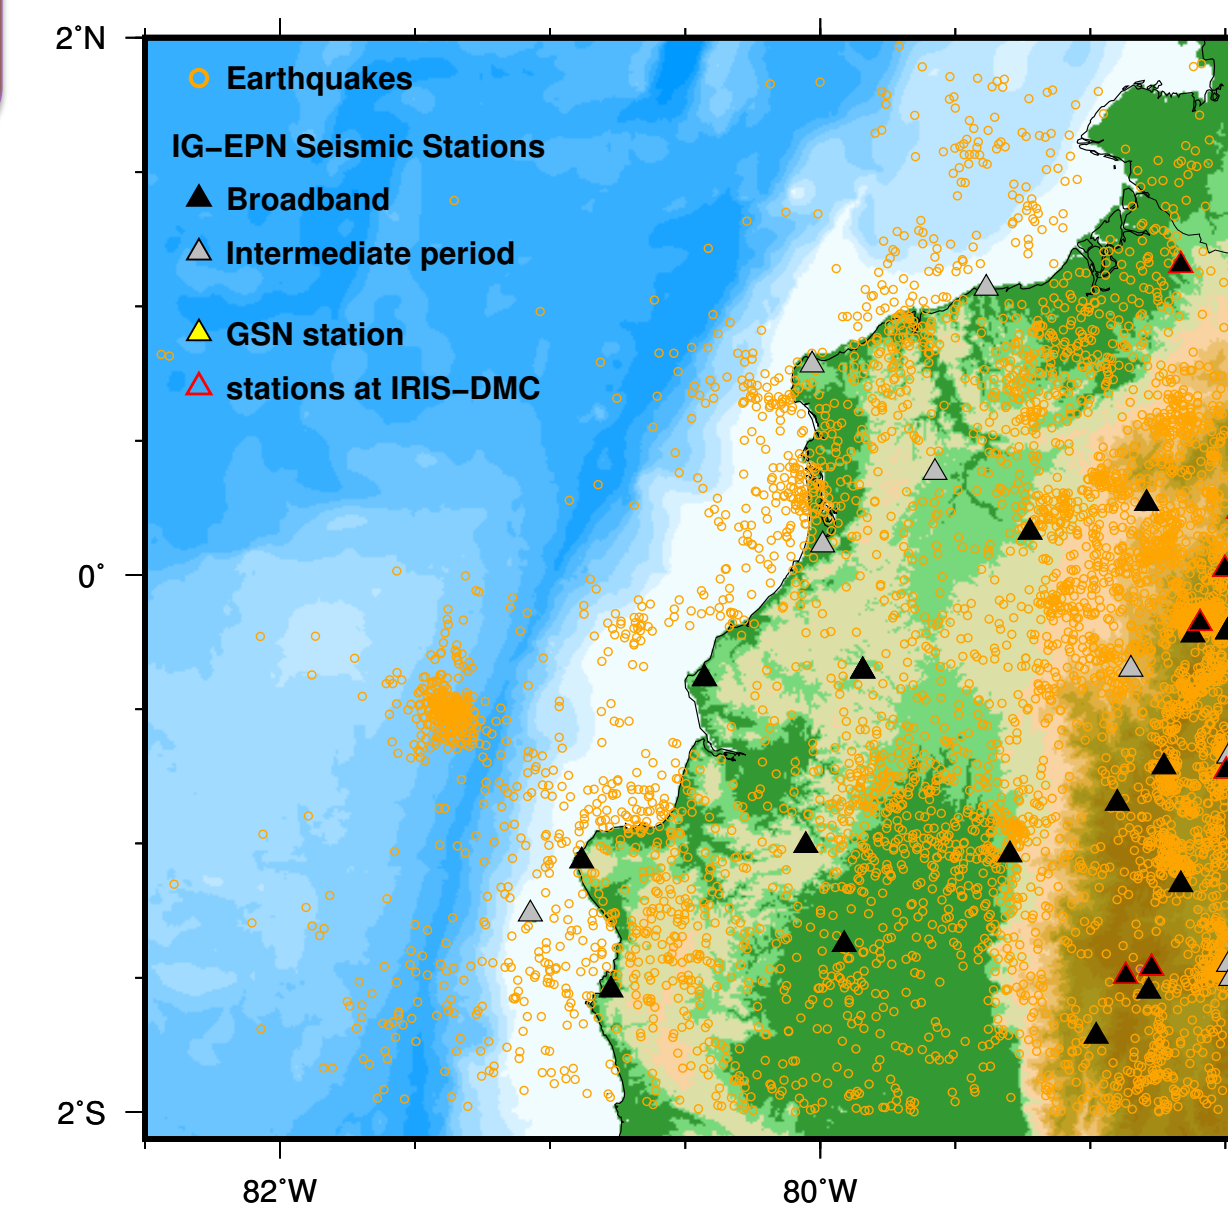 2˚N
Earthquakes
IG−EPN Seismic Stations
Broadband
Intermediate period
GSN station
stations at IRIS−DMC
0˚
2˚S
82˚W
80˚W